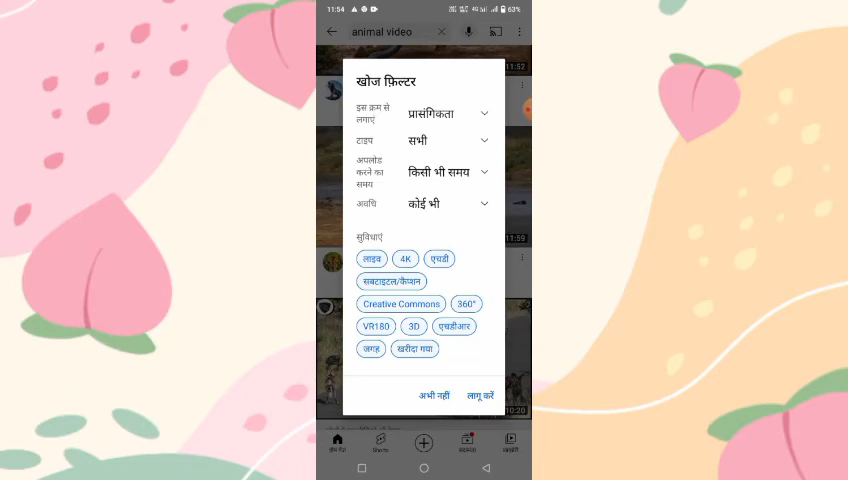 11:54
63%
animal video
11:52
खोज फ़िल्टर
इस क्रम से
लगाएं
प्रासंगिकता
टाइप
सभी
अपलोड
करने का
समय
किसी भी समय
11:59
अवधि
कोई भी
सुविधाएं
लाइव 4K एचडी
सबटाइटल/कैप्शन
Creative Commons 360°
VR180 3D एचडीआर
जगह खरीदा गया
अभी नहीं लागू करें
10:20
Shorts